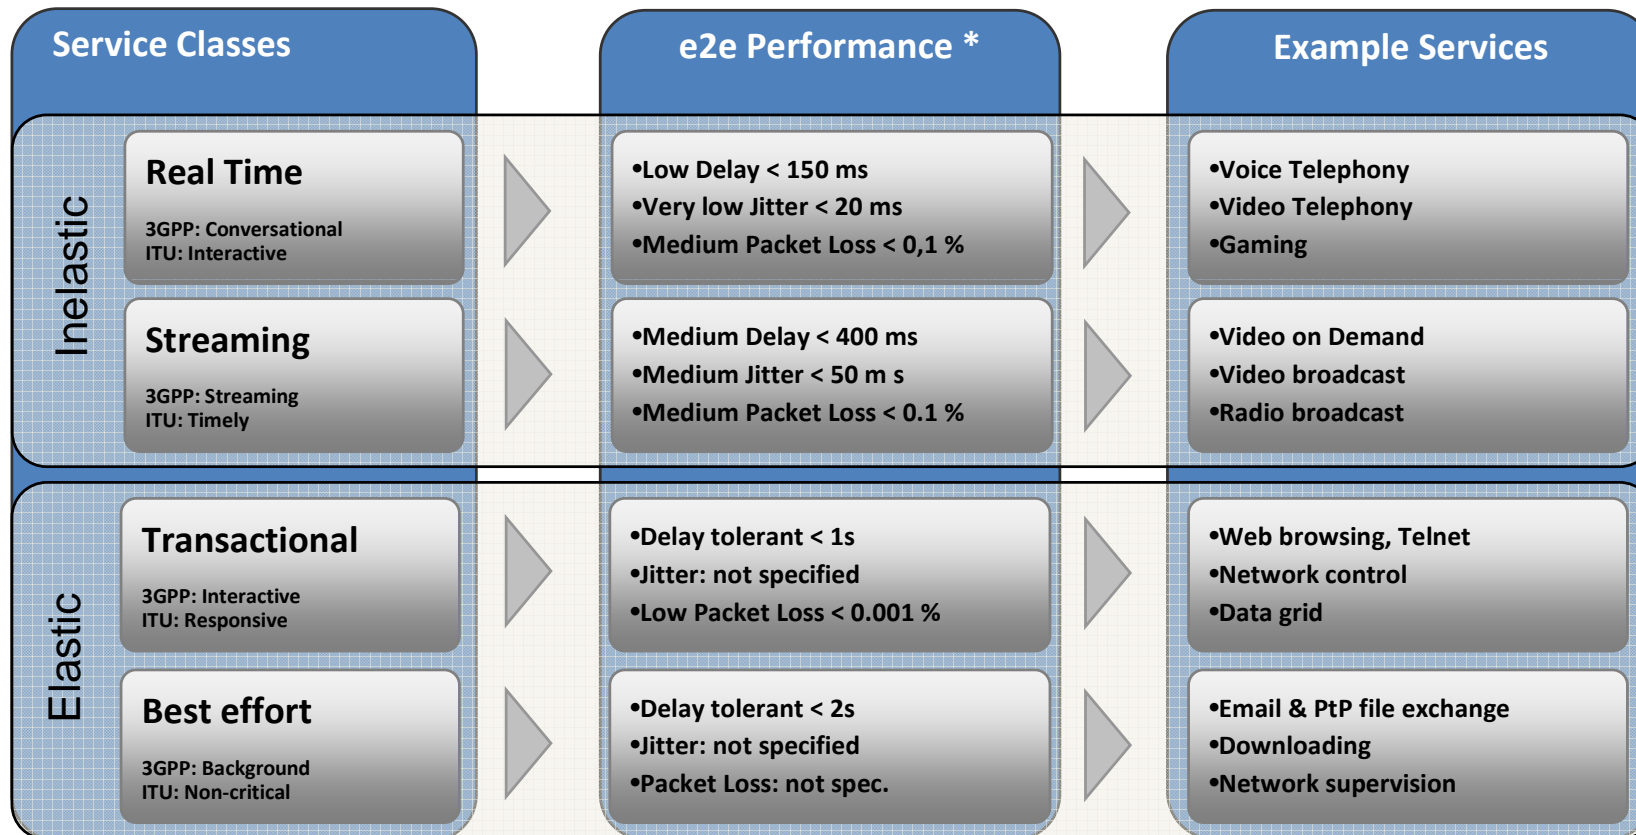 Service Classes
e2e Performance *
Example Services
Inelastic
Real Time
3GPP: Conversational
ITU: Interactive
•Low Delay < 150 ms
•Very low Jitter < 20 ms
•Medium Packet Loss < 0,1 %
•Voice Telephony
•Video Telephony
•Gaming
Streaming
3GPP: Streaming
ITU: Timely
•Medium Delay < 400 ms
•Medium Jitter < 50 m s
•Medium Packet Loss < 0.1 %
•Video on Demand
•Video broadcast
•Radio broadcast
Elastic
Transactional
3GPP: Interactive
ITU: Responsive
•Delay tolerant < 1s
•Jitter: not specified
•Low Packet Loss < 0.001 %
•Web browsing, Telnet
•Network control
•Data grid
Best effort
3GPP: Background
ITU: Non-critical
•Delay tolerant < 2s
•Jitter: not specified
•Packet Loss: not spec.
•Email & PtP file exchange
•Downloading
•Network supervision